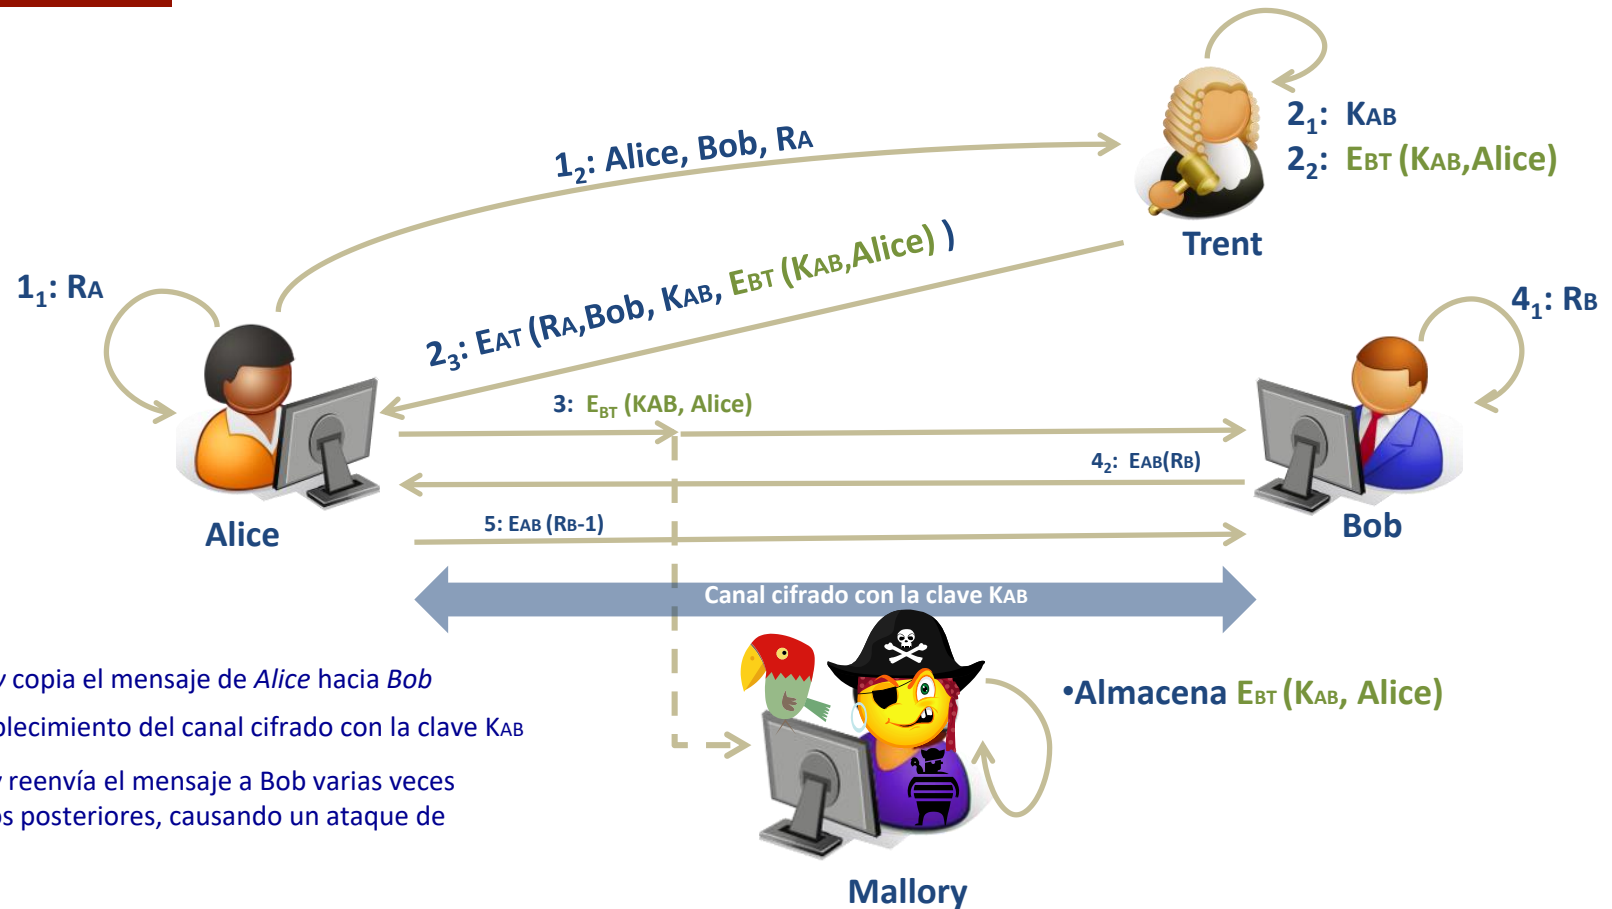 1₂: Alice, Bob, RA
2₁: KAB
2₂: EBT (KAB,Alice)
Trent
2₃: EAT (RA,Bob, KAB, EBT (KAB,Alice) )
1₁: RA
4₁: RB
3: EBT (KAB, Alice)
4₂: EAB(RB)
Alice
5: EAB (RB-1)
Bob
Canal cifrado con la clave KAB
y copia el mensaje de Alice hacia Bob
•Almacena EBT (KAB, Alice)
blecimiento del canal cifrado con la clave KAB
y reenvía el mensaje a Bob varias veces
os posteriores, causando un ataque de
Mallory